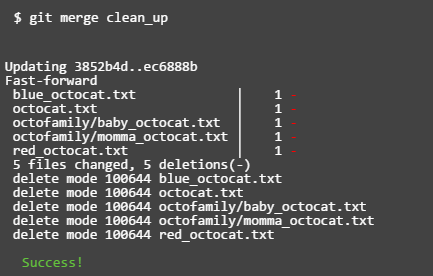 $ git merge clean_up
Updating 3852b4d..ec6888b
Fast-forward
blue_octocat.txt | 1 -
octocat.txt | 1 -
octofamily/baby_octocat.txt | 1 -
octofamily/momma_octocat.txt | 1 -
red_octocat.txt | 1 -
5 files changed, 5 deletions(-)
delete mode 100644 blue_octocat.txt
delete mode 100644 octocat.txt
delete mode 100644 octofamily/baby_octocat.txt
delete mode 100644 octofamily/momma_octocat.txt
delete mode 100644 red_octocat.txt
Success!